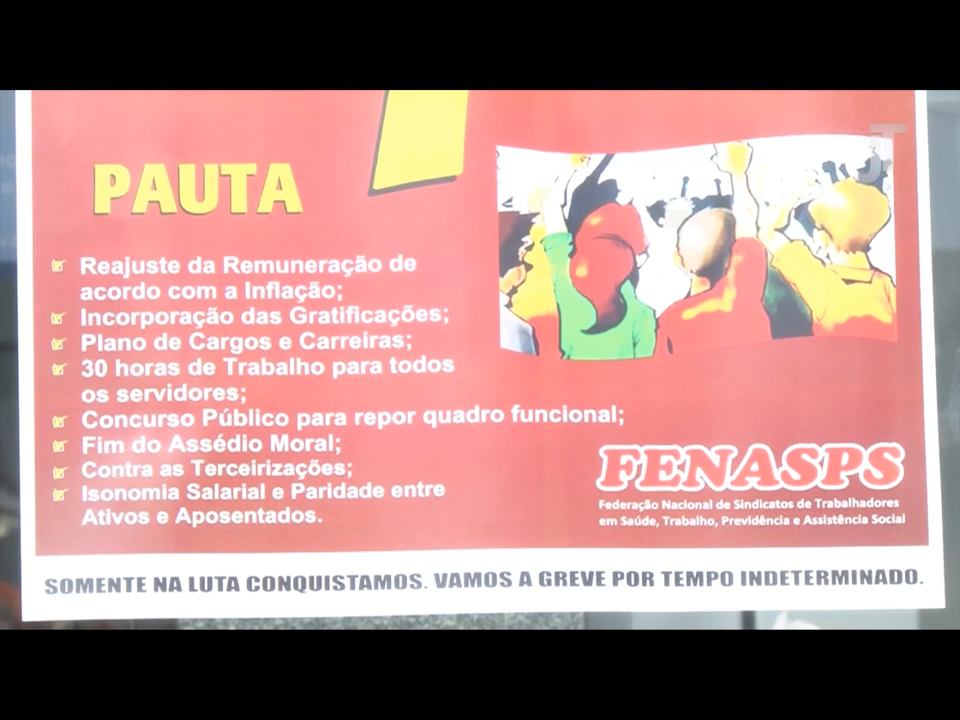 PAUTA
Reajuste da Remuneração de
acordo com a Inflação;
Incorporação das Gratificações;
Plano de Cargos e Carreiras;
30 horas de Trabalho para todos
os servidores;
Concurso Público para repor quadro funcional;
Fim do Assédio Moral;
Contra as Terceirizações;
Isonomia Salarial e Paridade entre
Ativos e Aposentados.
FENASPS
Federação Nacional de Sindicatos de Trabalhadores
em Saúde, Trabalho, Previdência e Assistência Social
SOMENTE NA LUTA CONQUISTAMOS. VAMOS A GREVE POR TEMPO INDETERMINADO.